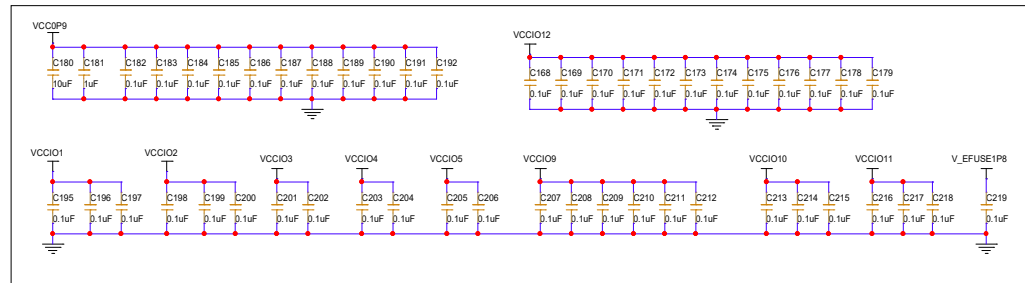 VCC0P9
C180 C181 C182 C183 C184 C185 C186 C187 C188 C189 C190 C191 C192
10uF 1uF 0.1uF 0.1uF 0.1uF 0.1uF 0.1uF 0.1uF 0.1uF 0.1uF 0.1uF 0.1uF 0.1uF
VCCIO12
C168 C169 C170 C171 C172 C173 C174 C175 C176 C177 C178 C179
0.1uF 0.1uF 0.1uF 0.1uF 0.1uF 0.1uF 0.1uF 0.1uF 0.1uF 0.1uF 0.1uF 0.1uF
VCCIO1 VCCIO2 VCCIO3 VCCIO4 VCCIO5 VCCIO9 VCCIO10 VCCIO11 V_EFUSE1P8
C195 C196 C197 C198 C199 C200 C201 C202 C203 C204 C205 C206 C207 C208 C209 C210 C211 C212 C213 C214 C215 C216 C217 C218 C219
0.1uF 0.1uF 0.1uF 0.1uF 0.1uF 0.1uF 0.1uF 0.1uF 0.1uF 0.1uF 0.1uF 0.1uF 0.1uF 0.1uF 0.1uF 0.1uF 0.1uF 0.1uF 0.1uF 0.1uF 0.1uF 0.1uF 0.1uF 0.1uF 0.1uF